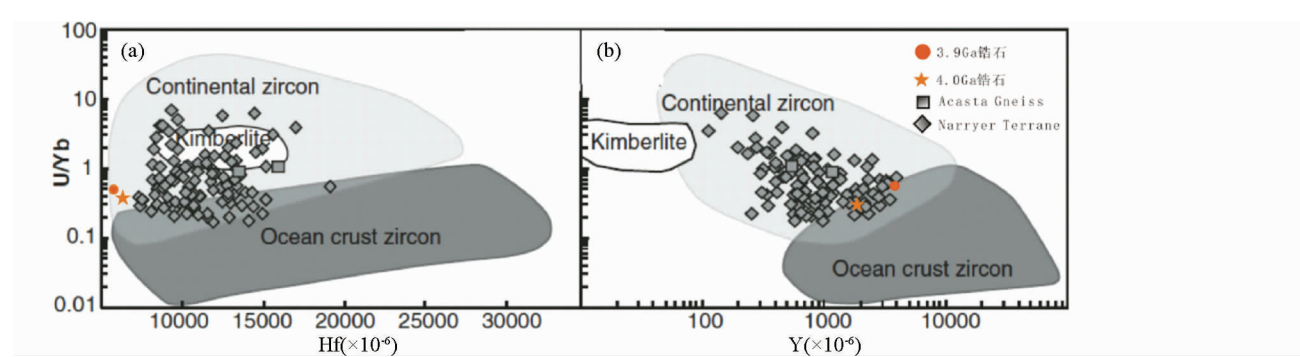 (a)
100
10
1
0.1
0.01
U/Yb
Continental zircon
Kimberlite
Ocean crust zircon
10000 15000 20000 25000 30000
Hf(×10⁻⁶)
(b)
Continental zircon
Kimberlite
Ocean crust zircon
3.9Ga锆石
4.0Ga锆石
Acasta Gneiss
Narryer Terrane
100 1000 10000
Y(×10⁻⁶)